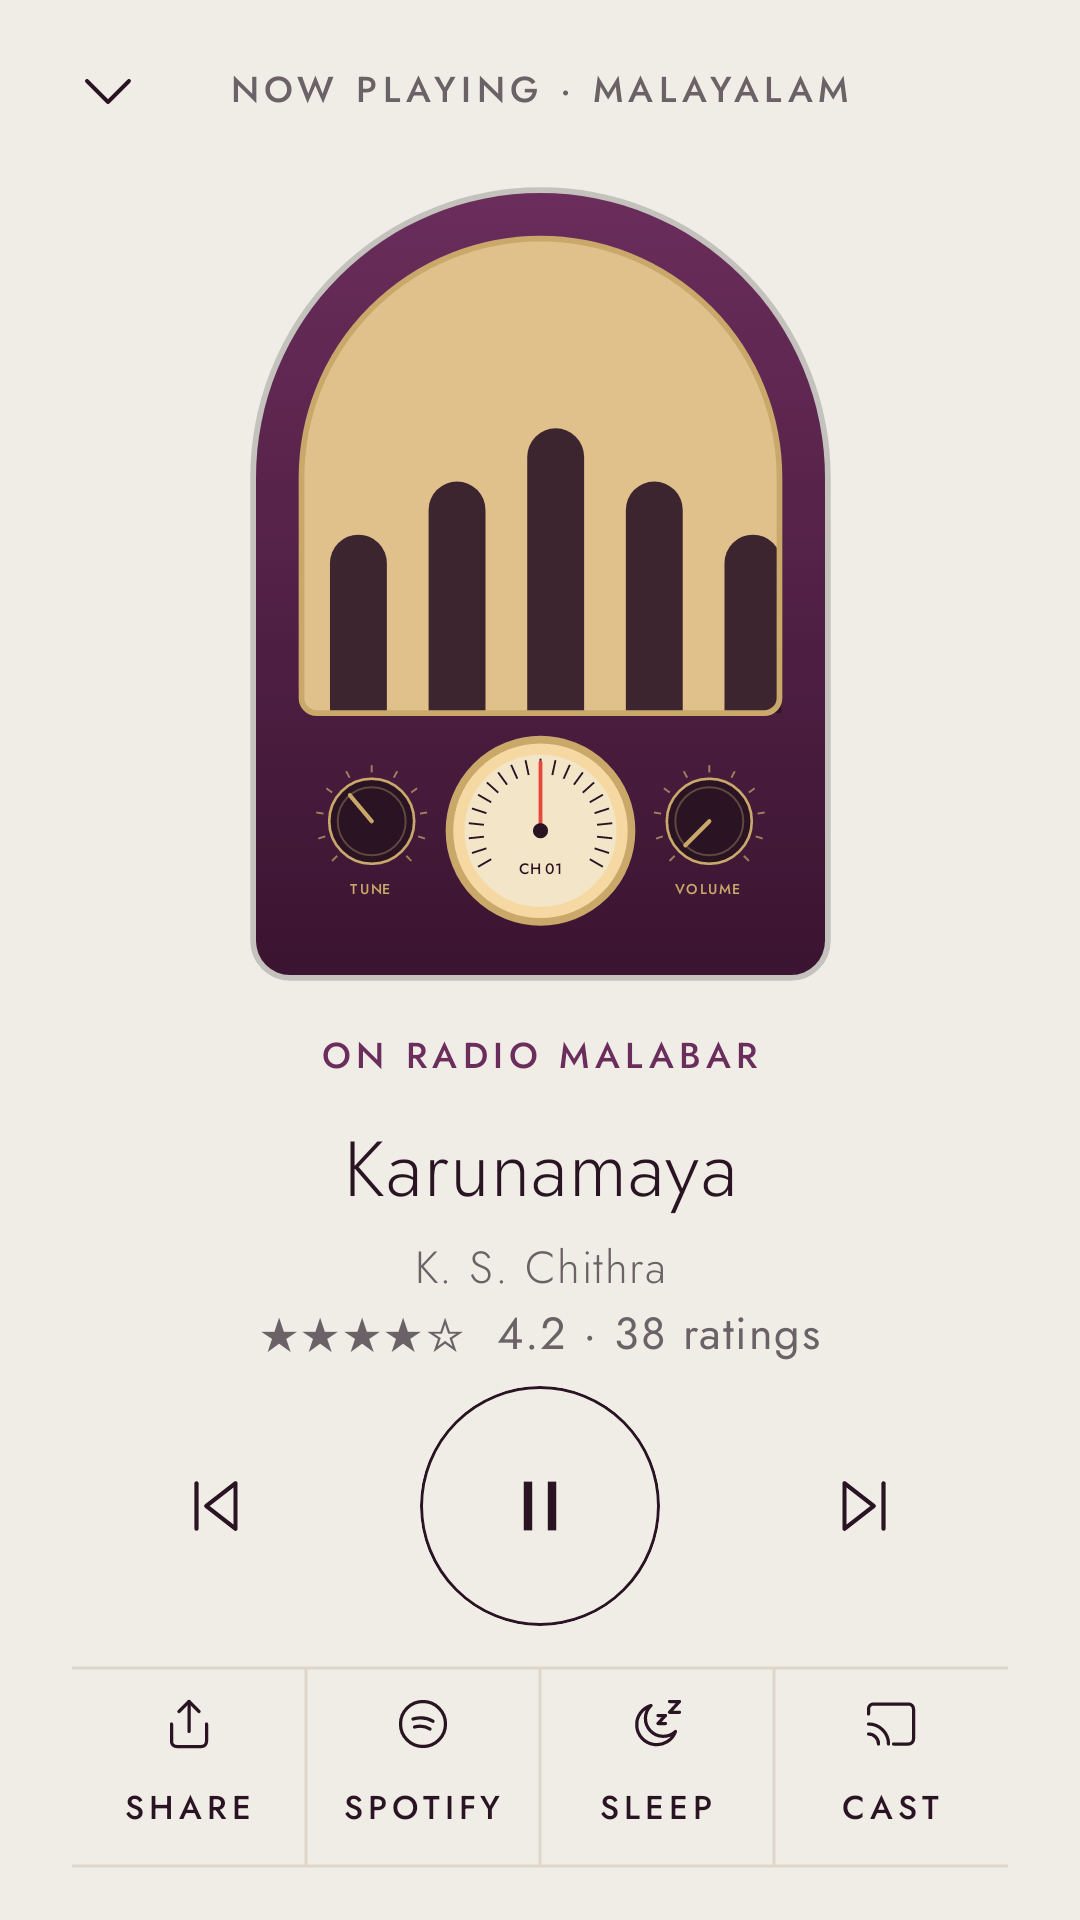 NOW PLAYING · MALAYALAM
CH 01
TUNE
VOLUME
ON RADIO MALABAR
Karunamaya
K. S. Chithra
★★★★☆ 4.2 · 38 ratings
SHARE
SPOTIFY
SLEEP
CAST